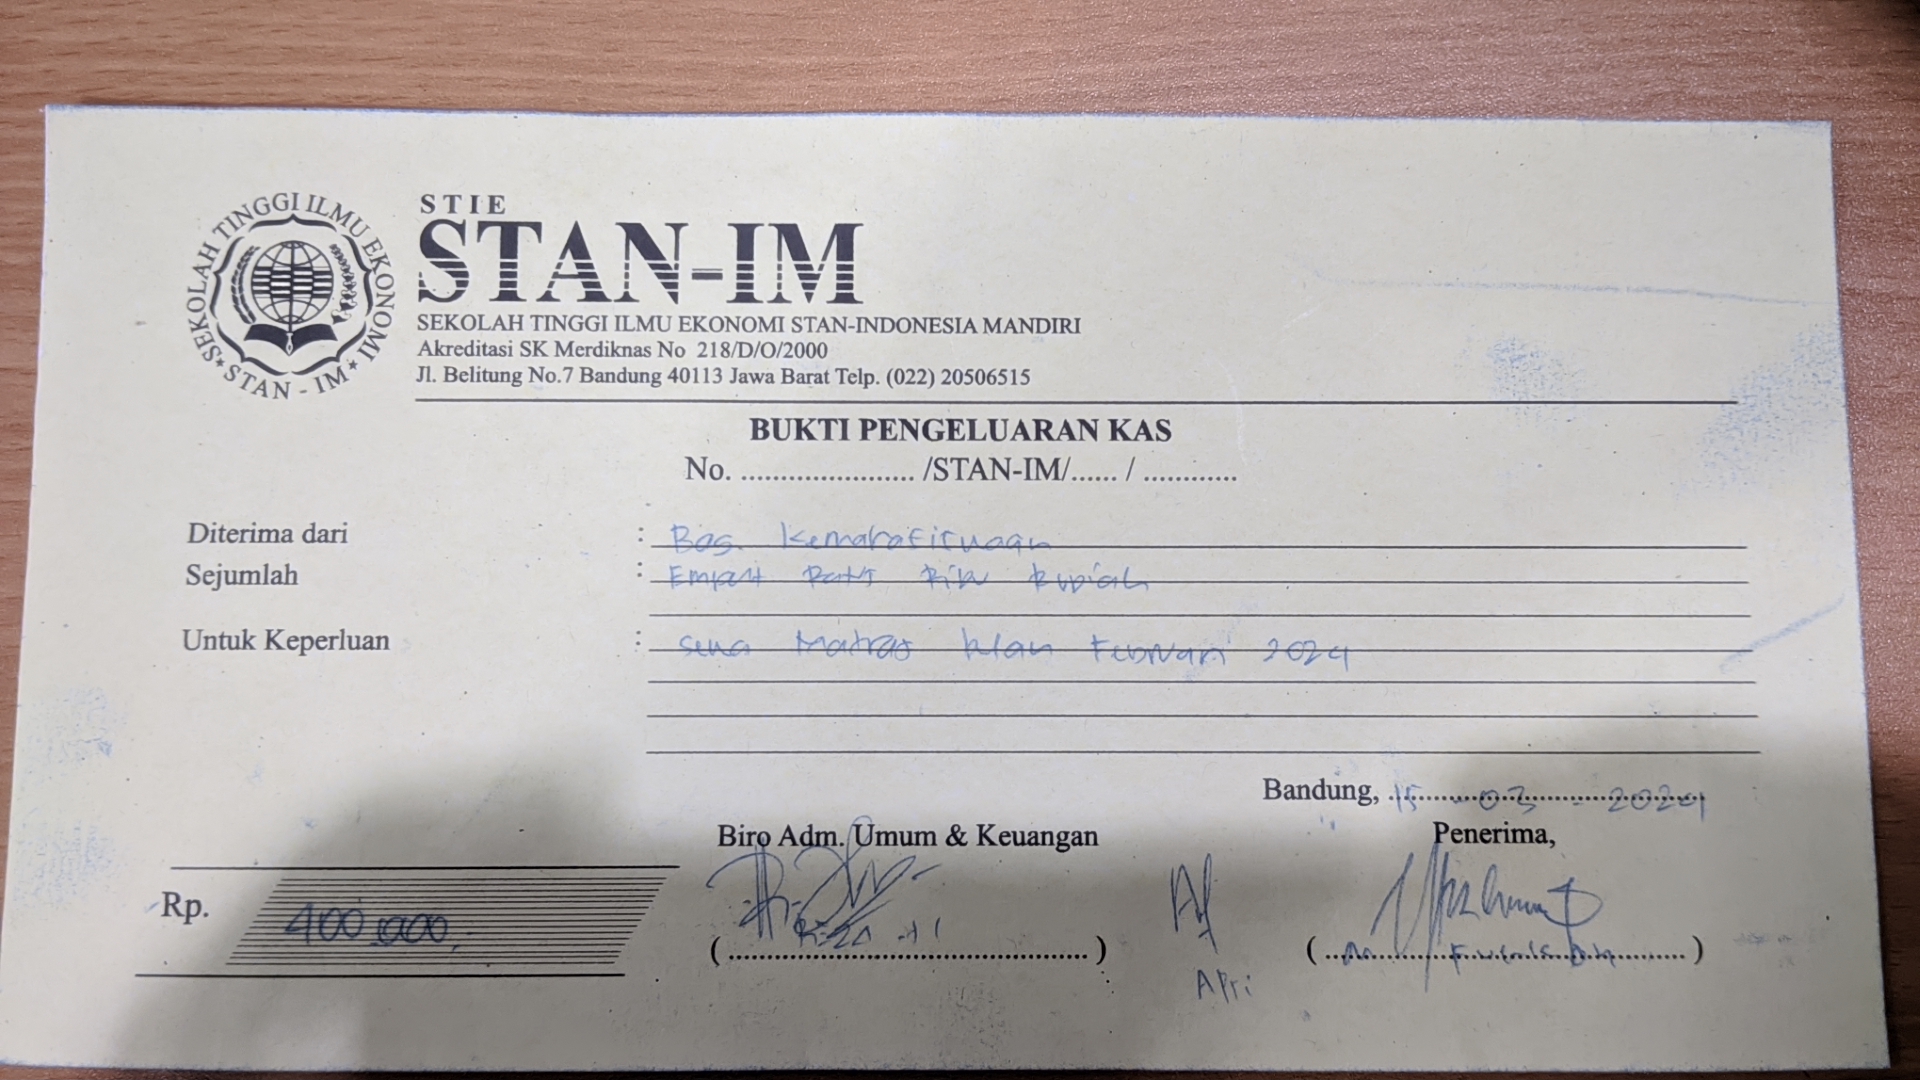 SEKOLAH TINGGI ILMU EKONOMI
STAN - IM
STIE
STAN-IM
SEKOLAH TINGGI ILMU EKONOMI STAN-INDONESIA MANDIRI
Akreditasi SK Merdiknas No 218/D/O/2000
Jl. Belitung No.7 Bandung 40113 Jawa Barat Telp. (022) 20506515
BUKTI PENGELUARAN KAS
No. ...................... /STAN-IM/...... / ............
Diterima dari : Bag. Kemahasiswaan
Sejumlah : Empat Ratus Ribu Rupiah
Untuk Keperluan : Sewa Matras bulan Februari 2024
Bandung, 15 - 03 - 2024
Biro Adm. Umum & Keuangan
Penerima,
Rp. 400.000,
Apri